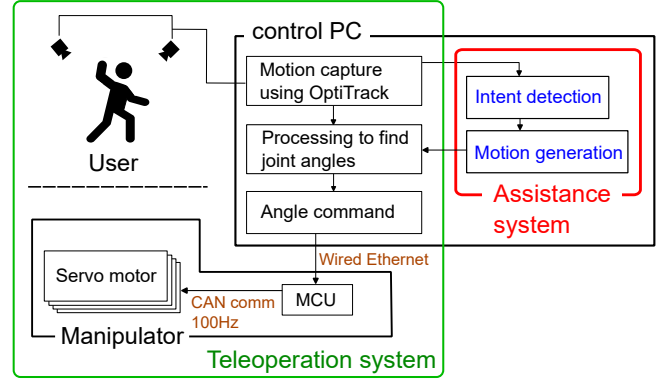 control PC
Motion capture
using OptiTrack
Intent detection
Processing to find
joint angles
Motion generation
User
Assistance
system
Angle command
Wired Ethernet
Servo motor
MCU
CAN comm
100Hz
Manipulator
Teleoperation system